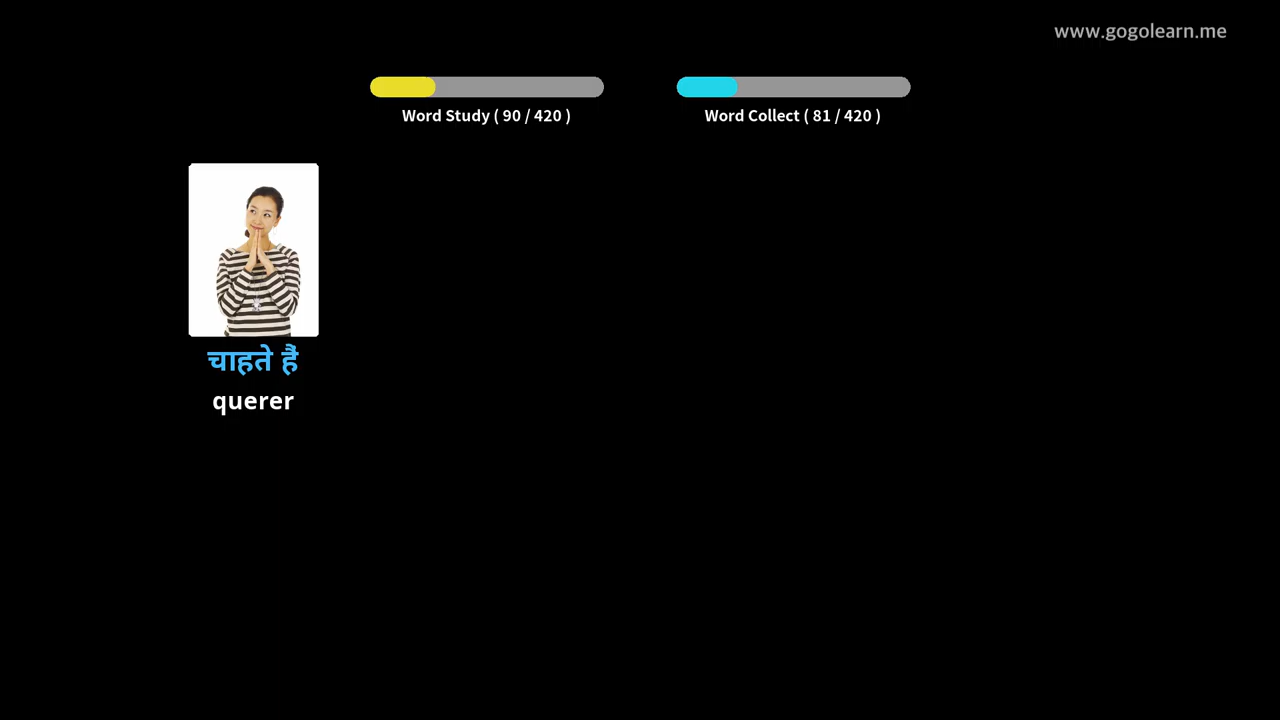 www.gogolearn.me
Word Study ( 90 / 420 )
Word Collect ( 81 / 420 )
चाहते हैं
querer